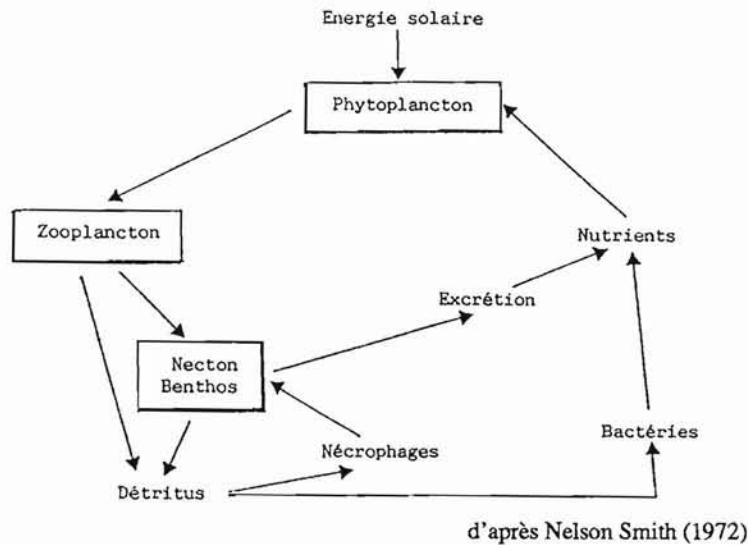 Energie solaire
Phytoplancton
Zooplancton
Nutrients
Excrétion
Necton
Benthos
Bactéries
Nécrophages
Détritus
d'après Nelson Smith (1972)